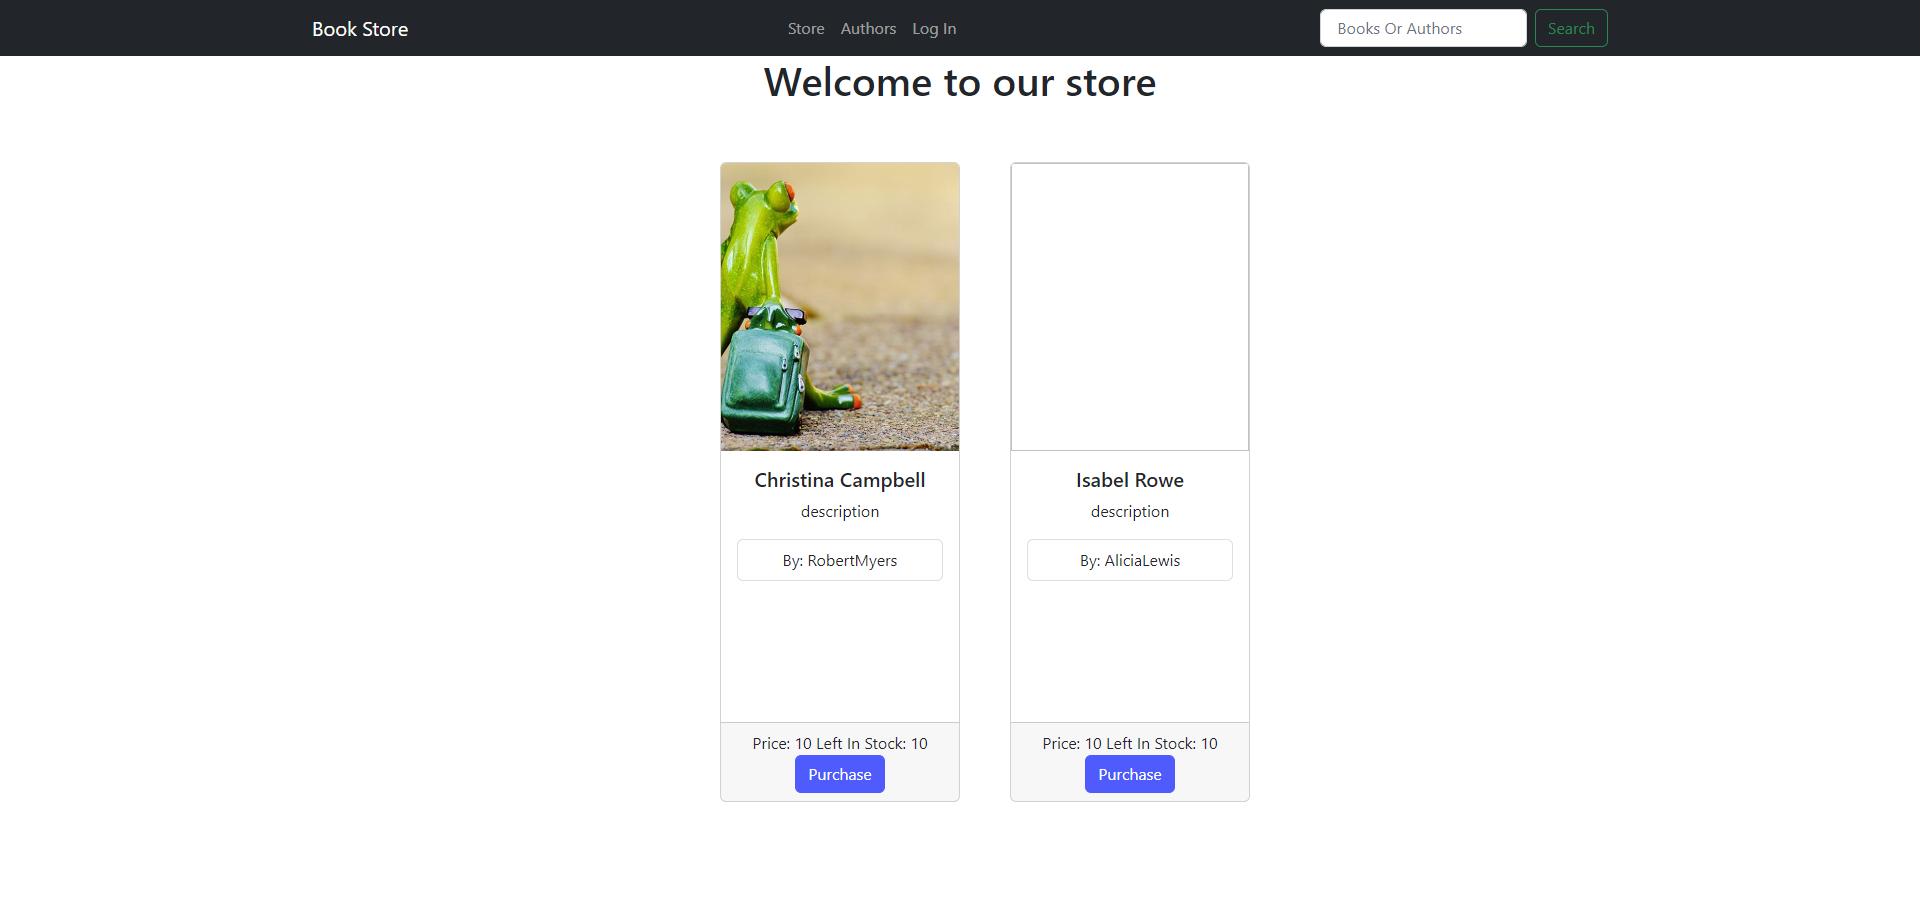 Book Store
Store Authors Log In
Books Or Authors
Search
Welcome to our store
Christina Campbell
description
By: RobertMyers
Price: 10 Left In Stock: 10
Purchase
Isabel Rowe
description
By: AliciaLewis
Price: 10 Left In Stock: 10
Purchase